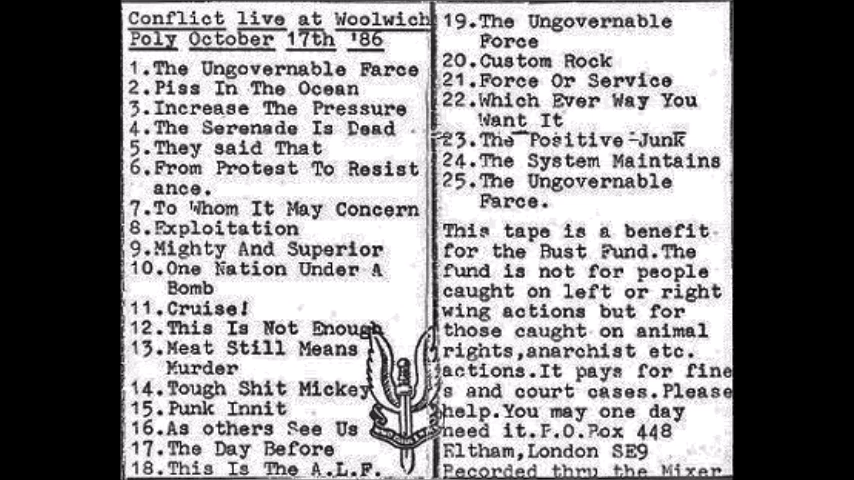 Conflict live at Woolwich
Poly October 17th '86
1.The Ungovernable Farce
2.Piss In The Ocean
3.Increase The Pressure
4.The Serenade Is Dead
5.They said That
6.From Protest To Resist
ance.
7.To Whom It May Concern
8.Exploitation
9.Mighty And Superior
10.One Nation Under A
Bomb
11.Cruise!
12.This Is Not Enough
13.Meat Still Means
Murder
14.Tough Shit Mickey
15.Punk Innit
16.As others See Us
17.The Day Before
18.This Is The A.L.F.
19.The Ungovernable
Force
20.Custom Rock
21.Force Or Service
22.Which Ever Way You
Want It
23.The Positive-Junk
24.The System Maintains
25.The Ungovernable
Farce.
This tape is a benefit
for the Bust Fund.The
fund is not for people
caught on left or right
wing actions but for
those caught on animal
rights,anarchist etc.
actions.It pays for fine
s and court cases.Please
help.You may one day
need it.P.O.Box 448
Eltham,London SE9
Recorded thru the Mixer